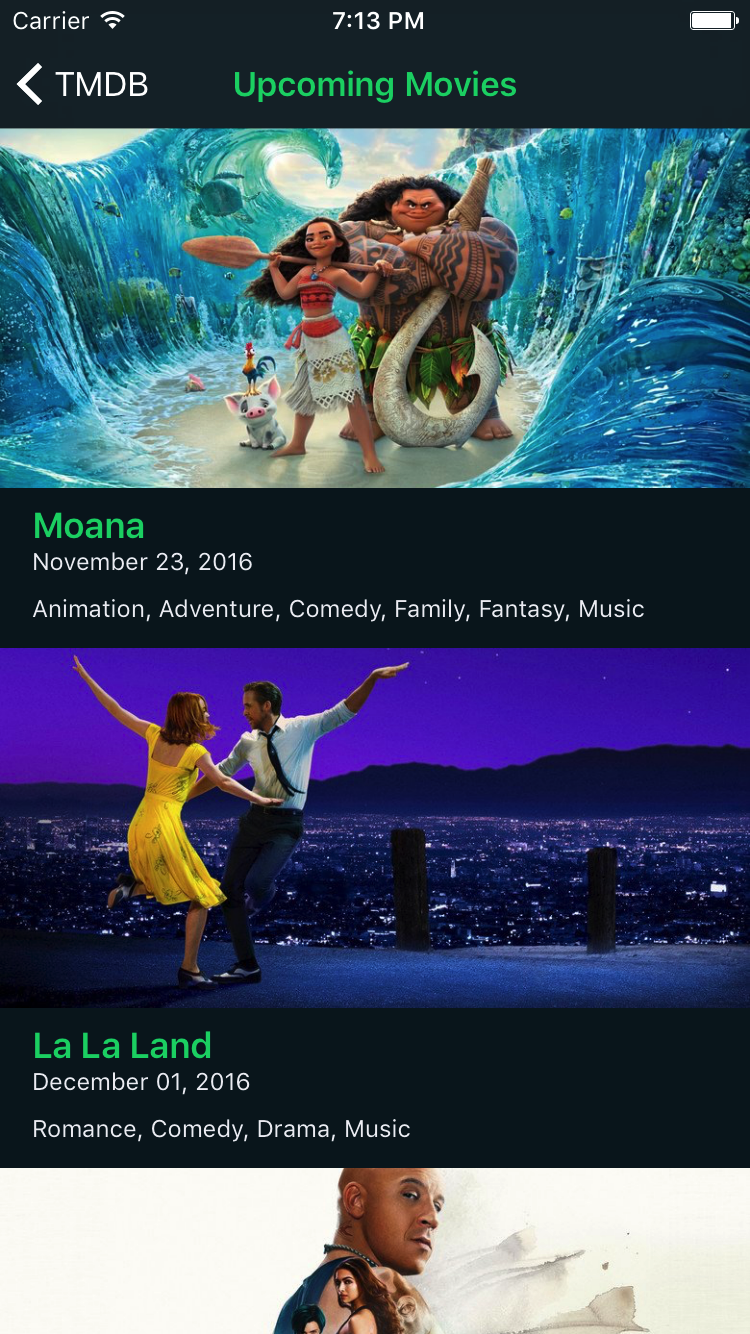 Carrier 7:13 PM
TMDB Upcoming Movies
Moana
November 23, 2016
Animation, Adventure, Comedy, Family, Fantasy, Music
La La Land
December 01, 2016
Romance, Comedy, Drama, Music